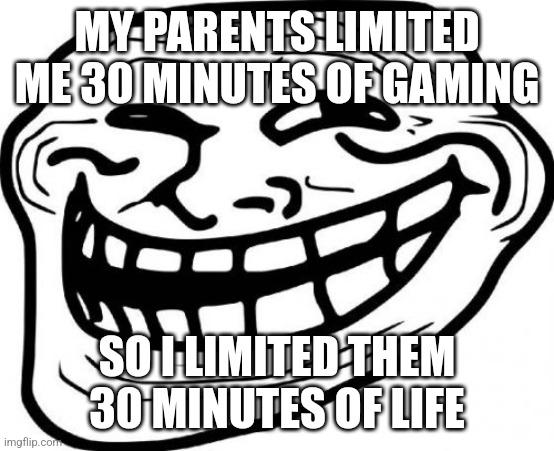 MY PARENTS LIMITED
ME 30 MINUTES OF GAMING
SO I LIMITED THEM
30 MINUTES OF LIFE
imgflip.com